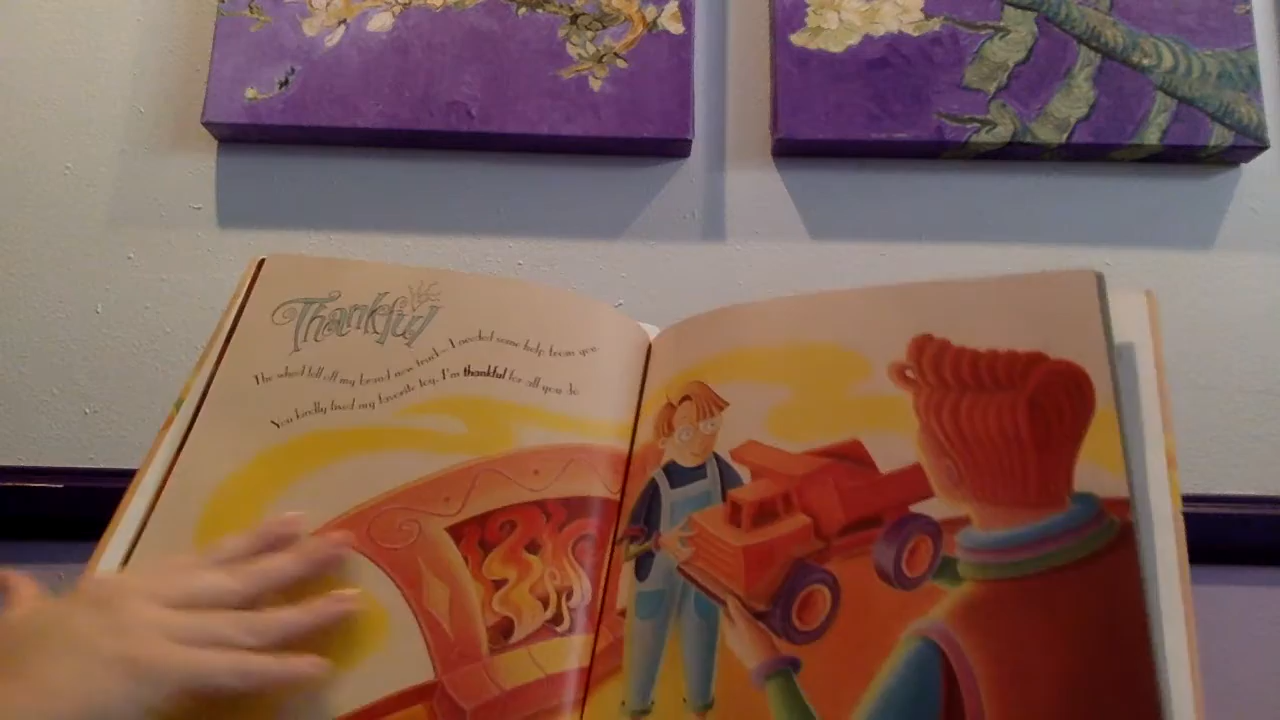 Thankful
The wheel fell off my brand new truck—I needed some help from you.
You kindly fixed my favorite toy. I'm thankful for all you do.